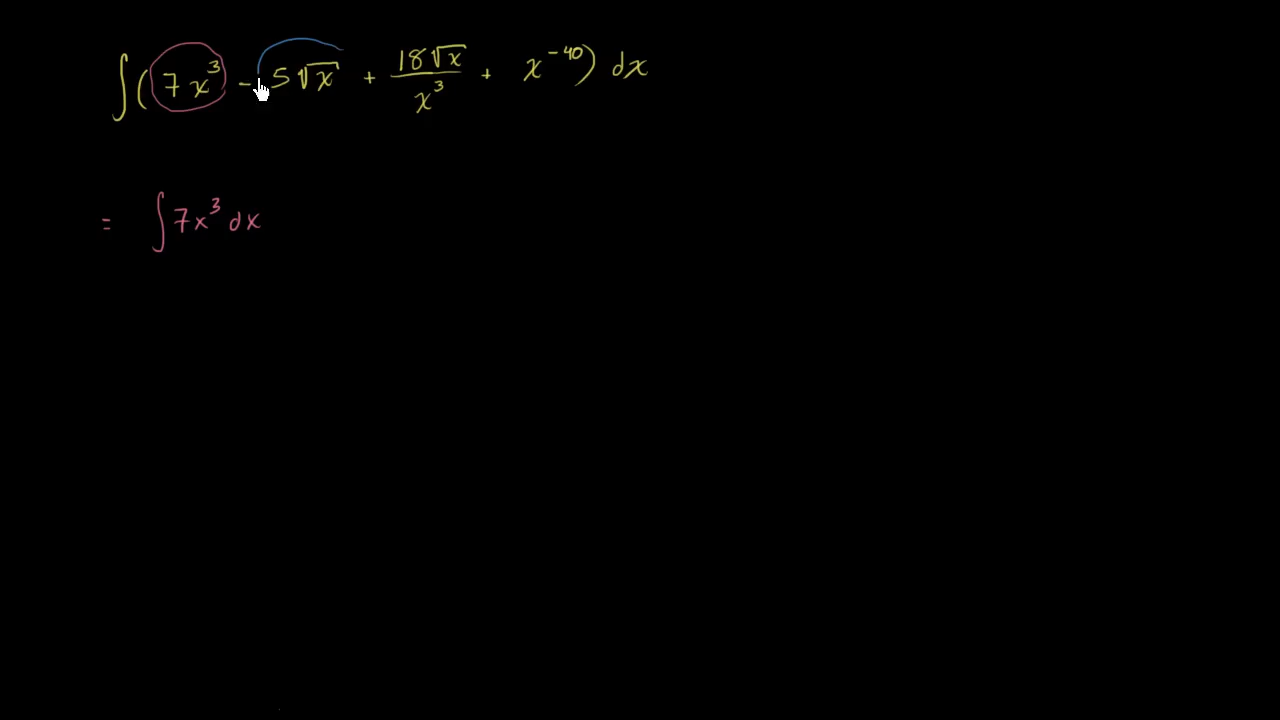 ∫(7x³ - 5√x + 18√x/x³ + x⁻⁴⁰) dx
= ∫7x³ dx